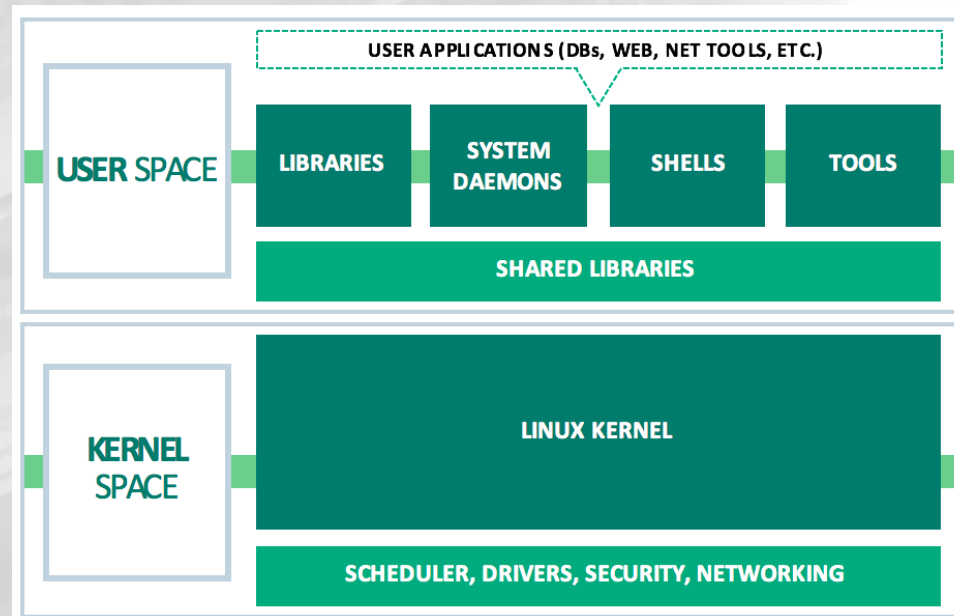 USER APPLICATIONS (DBs, WEB, NET TOOLS, ETC.)
USER SPACE
LIBRARIES
SYSTEM
DAEMONS
SHELLS
TOOLS
SHARED LIBRARIES
KERNEL
SPACE
LINUX KERNEL
SCHEDULER, DRIVERS, SECURITY, NETWORKING